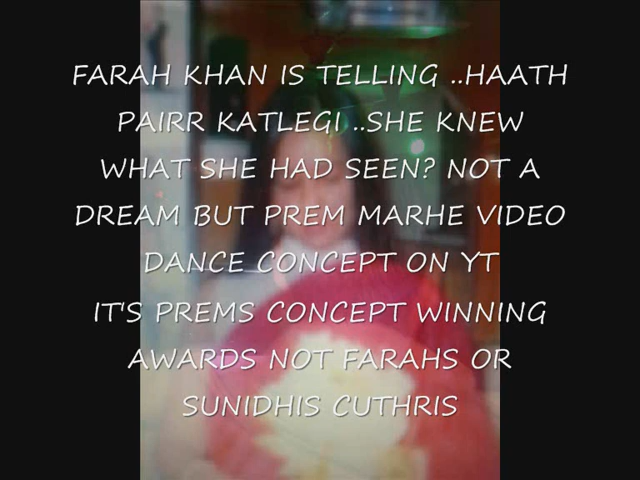 FARAH KHAN IS TELLING ..HAATH
PAIRR KATLEGI ..SHE KNEW
WHAT SHE HAD SEEN? NOT A
DREAM BUT PREM MARHE VIDEO
DANCE CONCEPT ON YT
IT'S PREMS CONCEPT WINNING
AWARDS NOT FARAHS OR
SUNIDHIS CUTHRIS